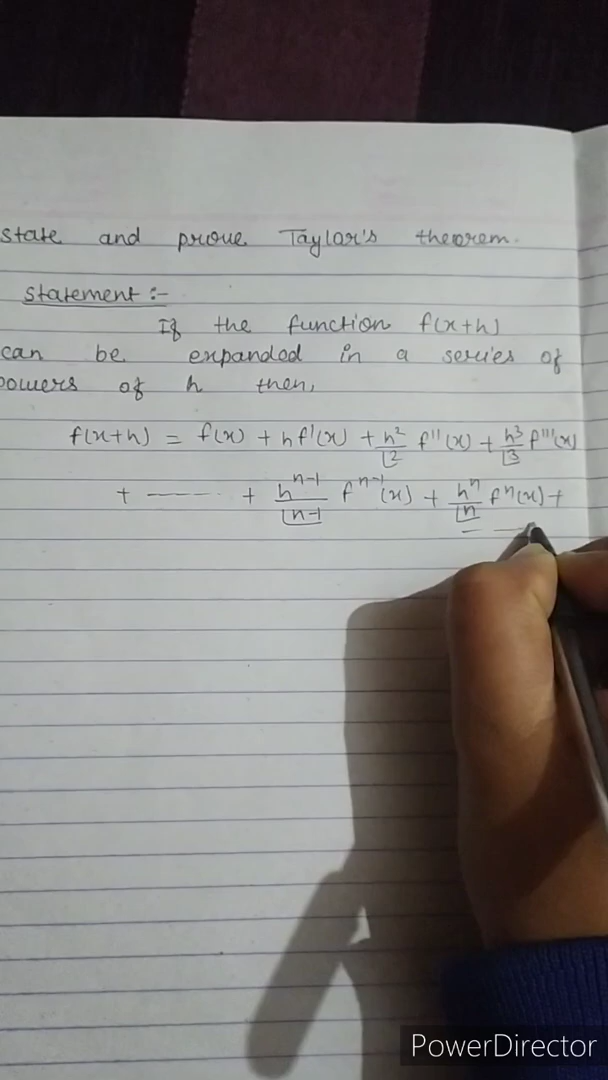 state and prove Taylor's theorem.
Statement :-
If the function f(x+h)
can be expanded in a series of
powers of h then,
f(x+h) = f(x) + hf'(x) + h²/⌊2 f''(x) + h³/⌊3 f'''(x)
+ ------ + hⁿ⁻¹/⌊n-1 fⁿ⁻¹(x) + hⁿ/⌊n fⁿ(x) +
— —
PowerDirector